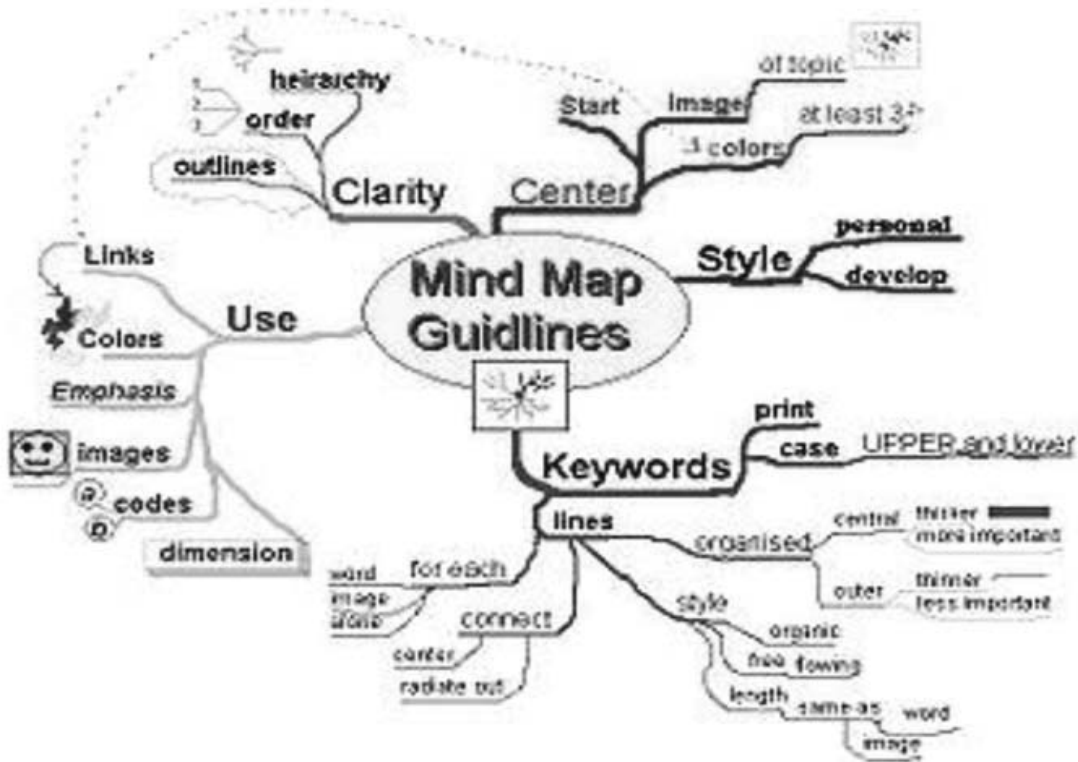 Mind Map
Guidlines
Center
Start
Image
of topic
colors
at least 3
Style
personal
develop
Keywords
print
case
UPPER and lower
lines
organised
central
thicker
more important
outer
thinner
less important
style
organic
free flowing
length
same as
word
image
connect
center
radiate out
for each
word
image
alone
Use
Links
Colors
Emphasis
images
codes
a
b
dimension
Clarity
heirarchy
order
1
2
3
outlines